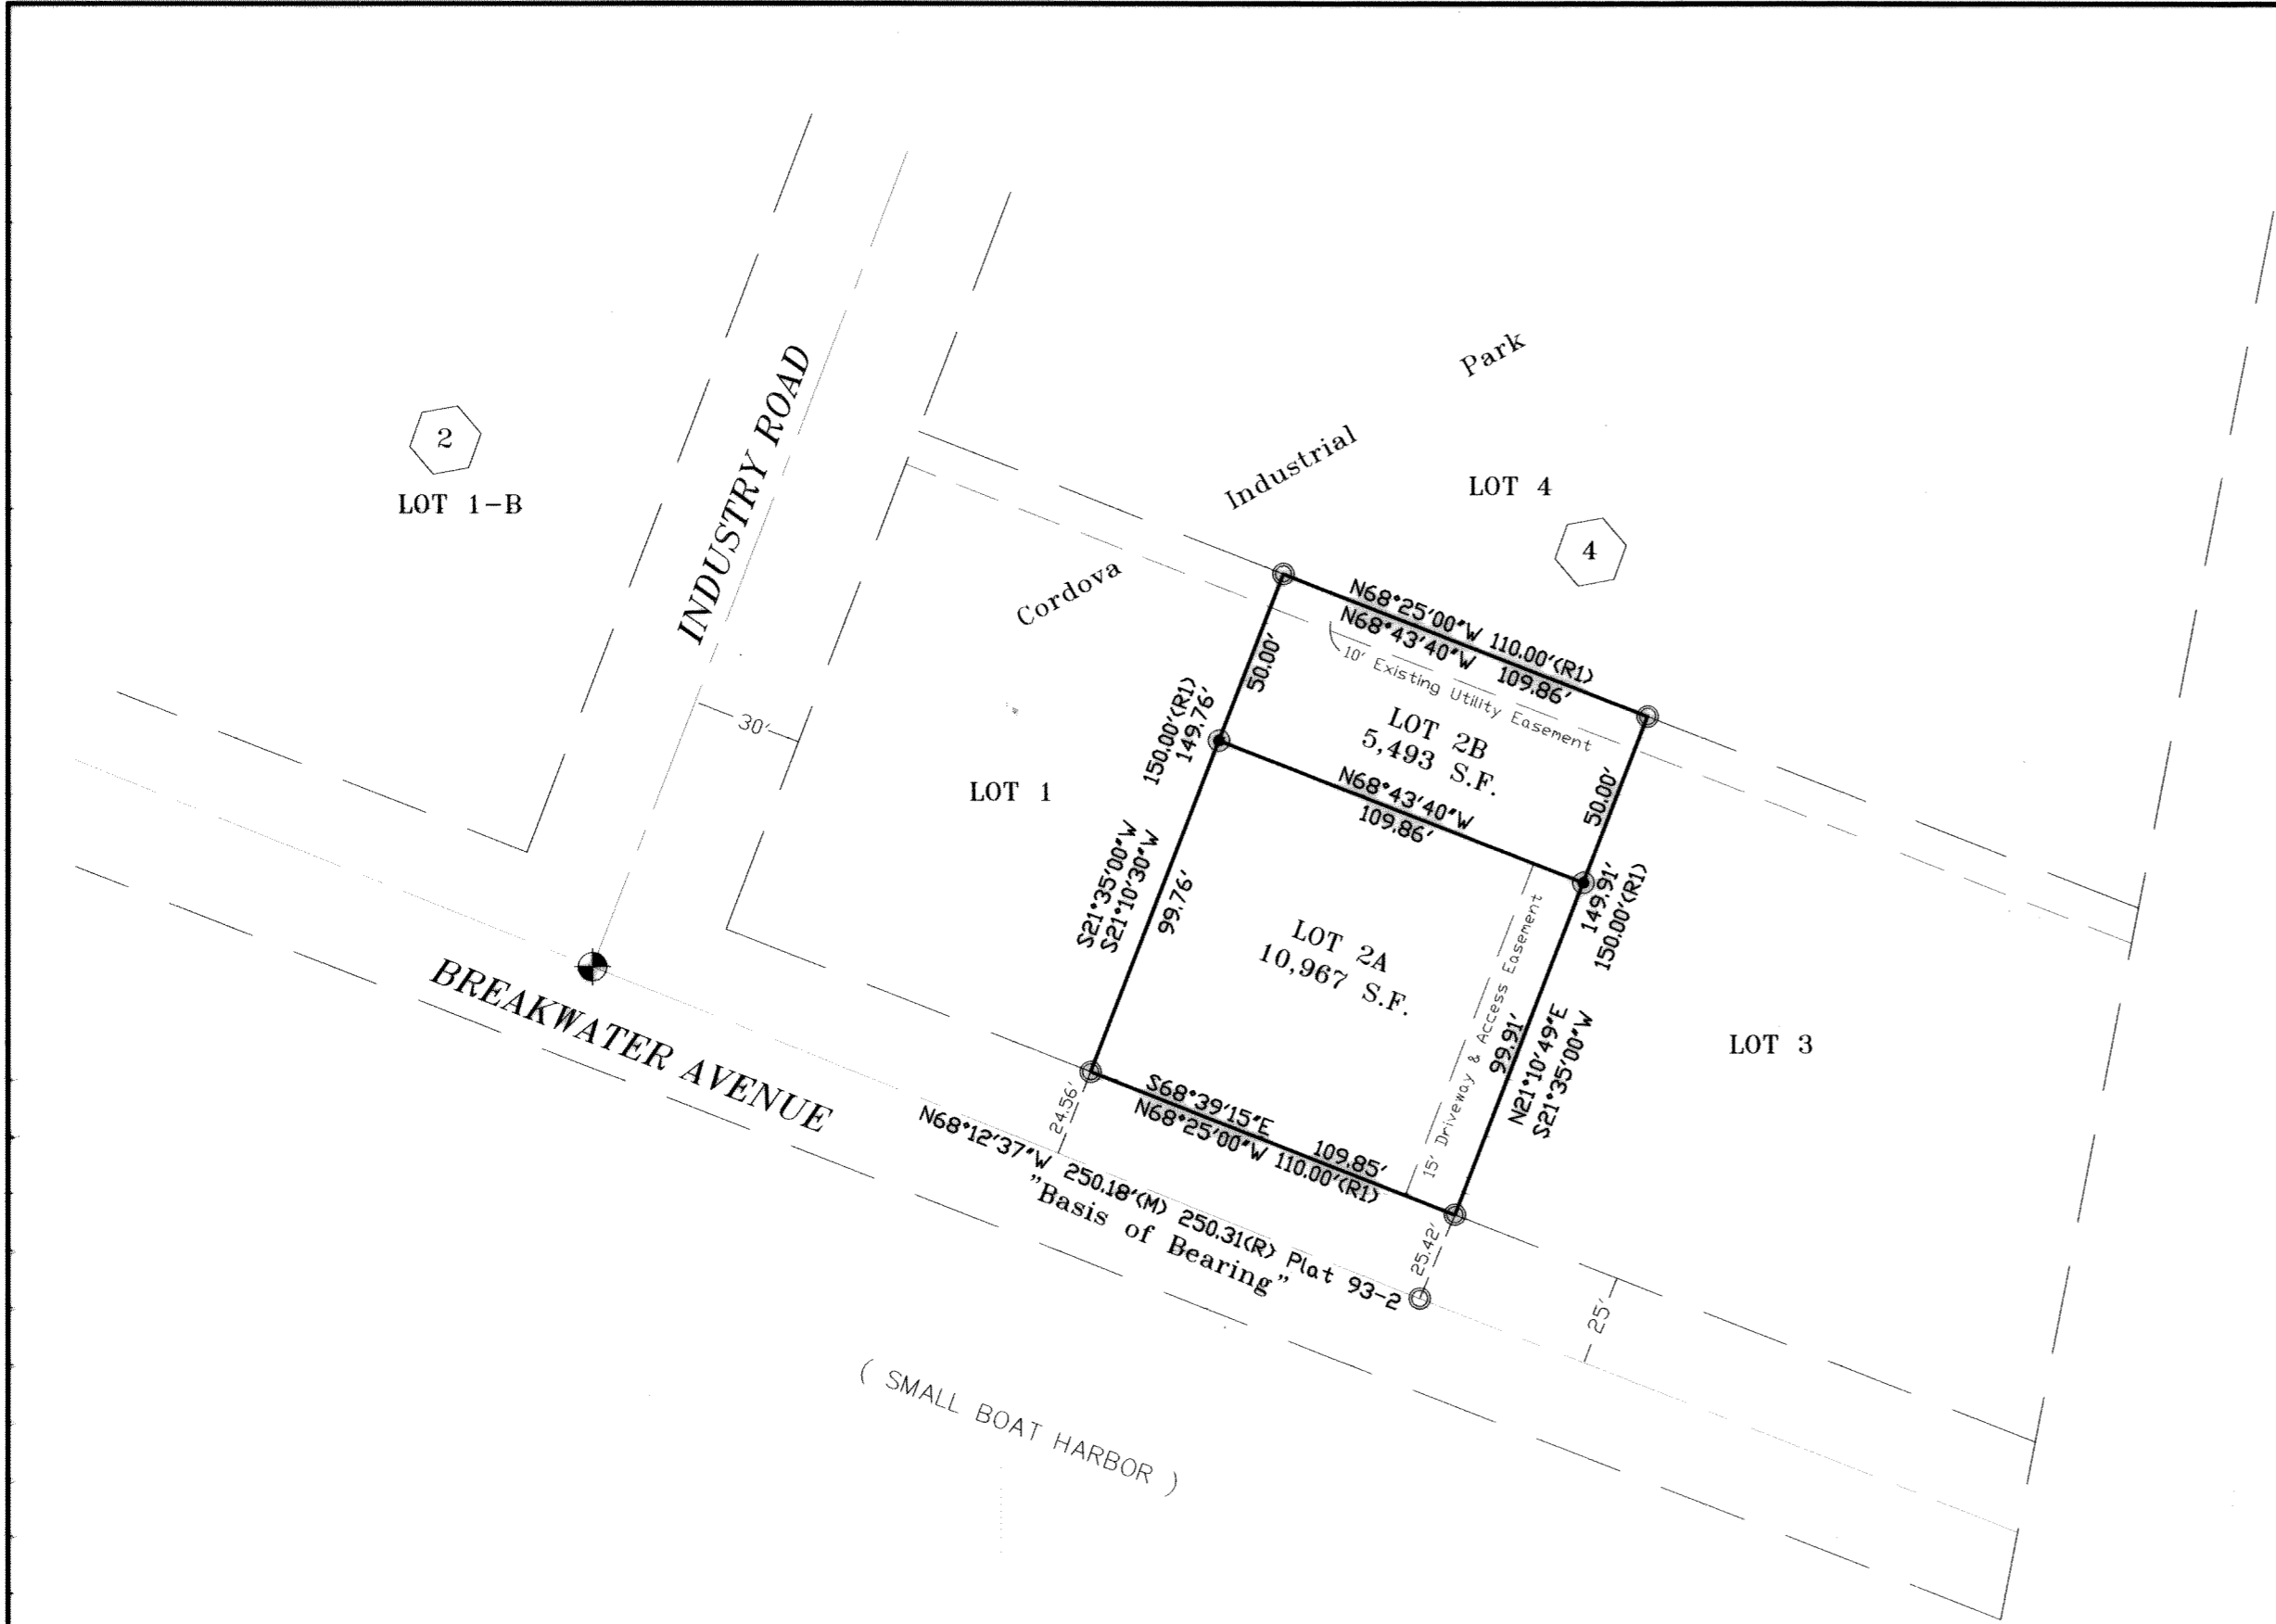 2
LOT 1-B
INDUSTRY ROAD
30'
Cordova
Industrial
Park
LOT 4
4
N68°25'00"W 110.00'(R1)
N68°43'40"W 109.86'
10' Existing Utility Easement
50.00'
LOT 2B
5,493 S.F.
50.00'
150.00'(R1)
149.76'
LOT 1
N68°43'40"W
109.86'
S21°35'00"W
S21°10'30"W
99.76'
LOT 2A
10,967 S.F.
15' Driveway & Access Easement
99.91'
149.91'
150.00'(R1)
N21°10'49"E
S21°35'00"W
LOT 3
S68°39'15"E 109.85'
N68°25'00"W 110.00'(R1)
24.56'
25.42'
25'
BREAKWATER AVENUE
N68°12'37"W 250.18'(M) 250.31(R) Plat 93-2
"Basis of Bearing"
( SMALL BOAT HARBOR )